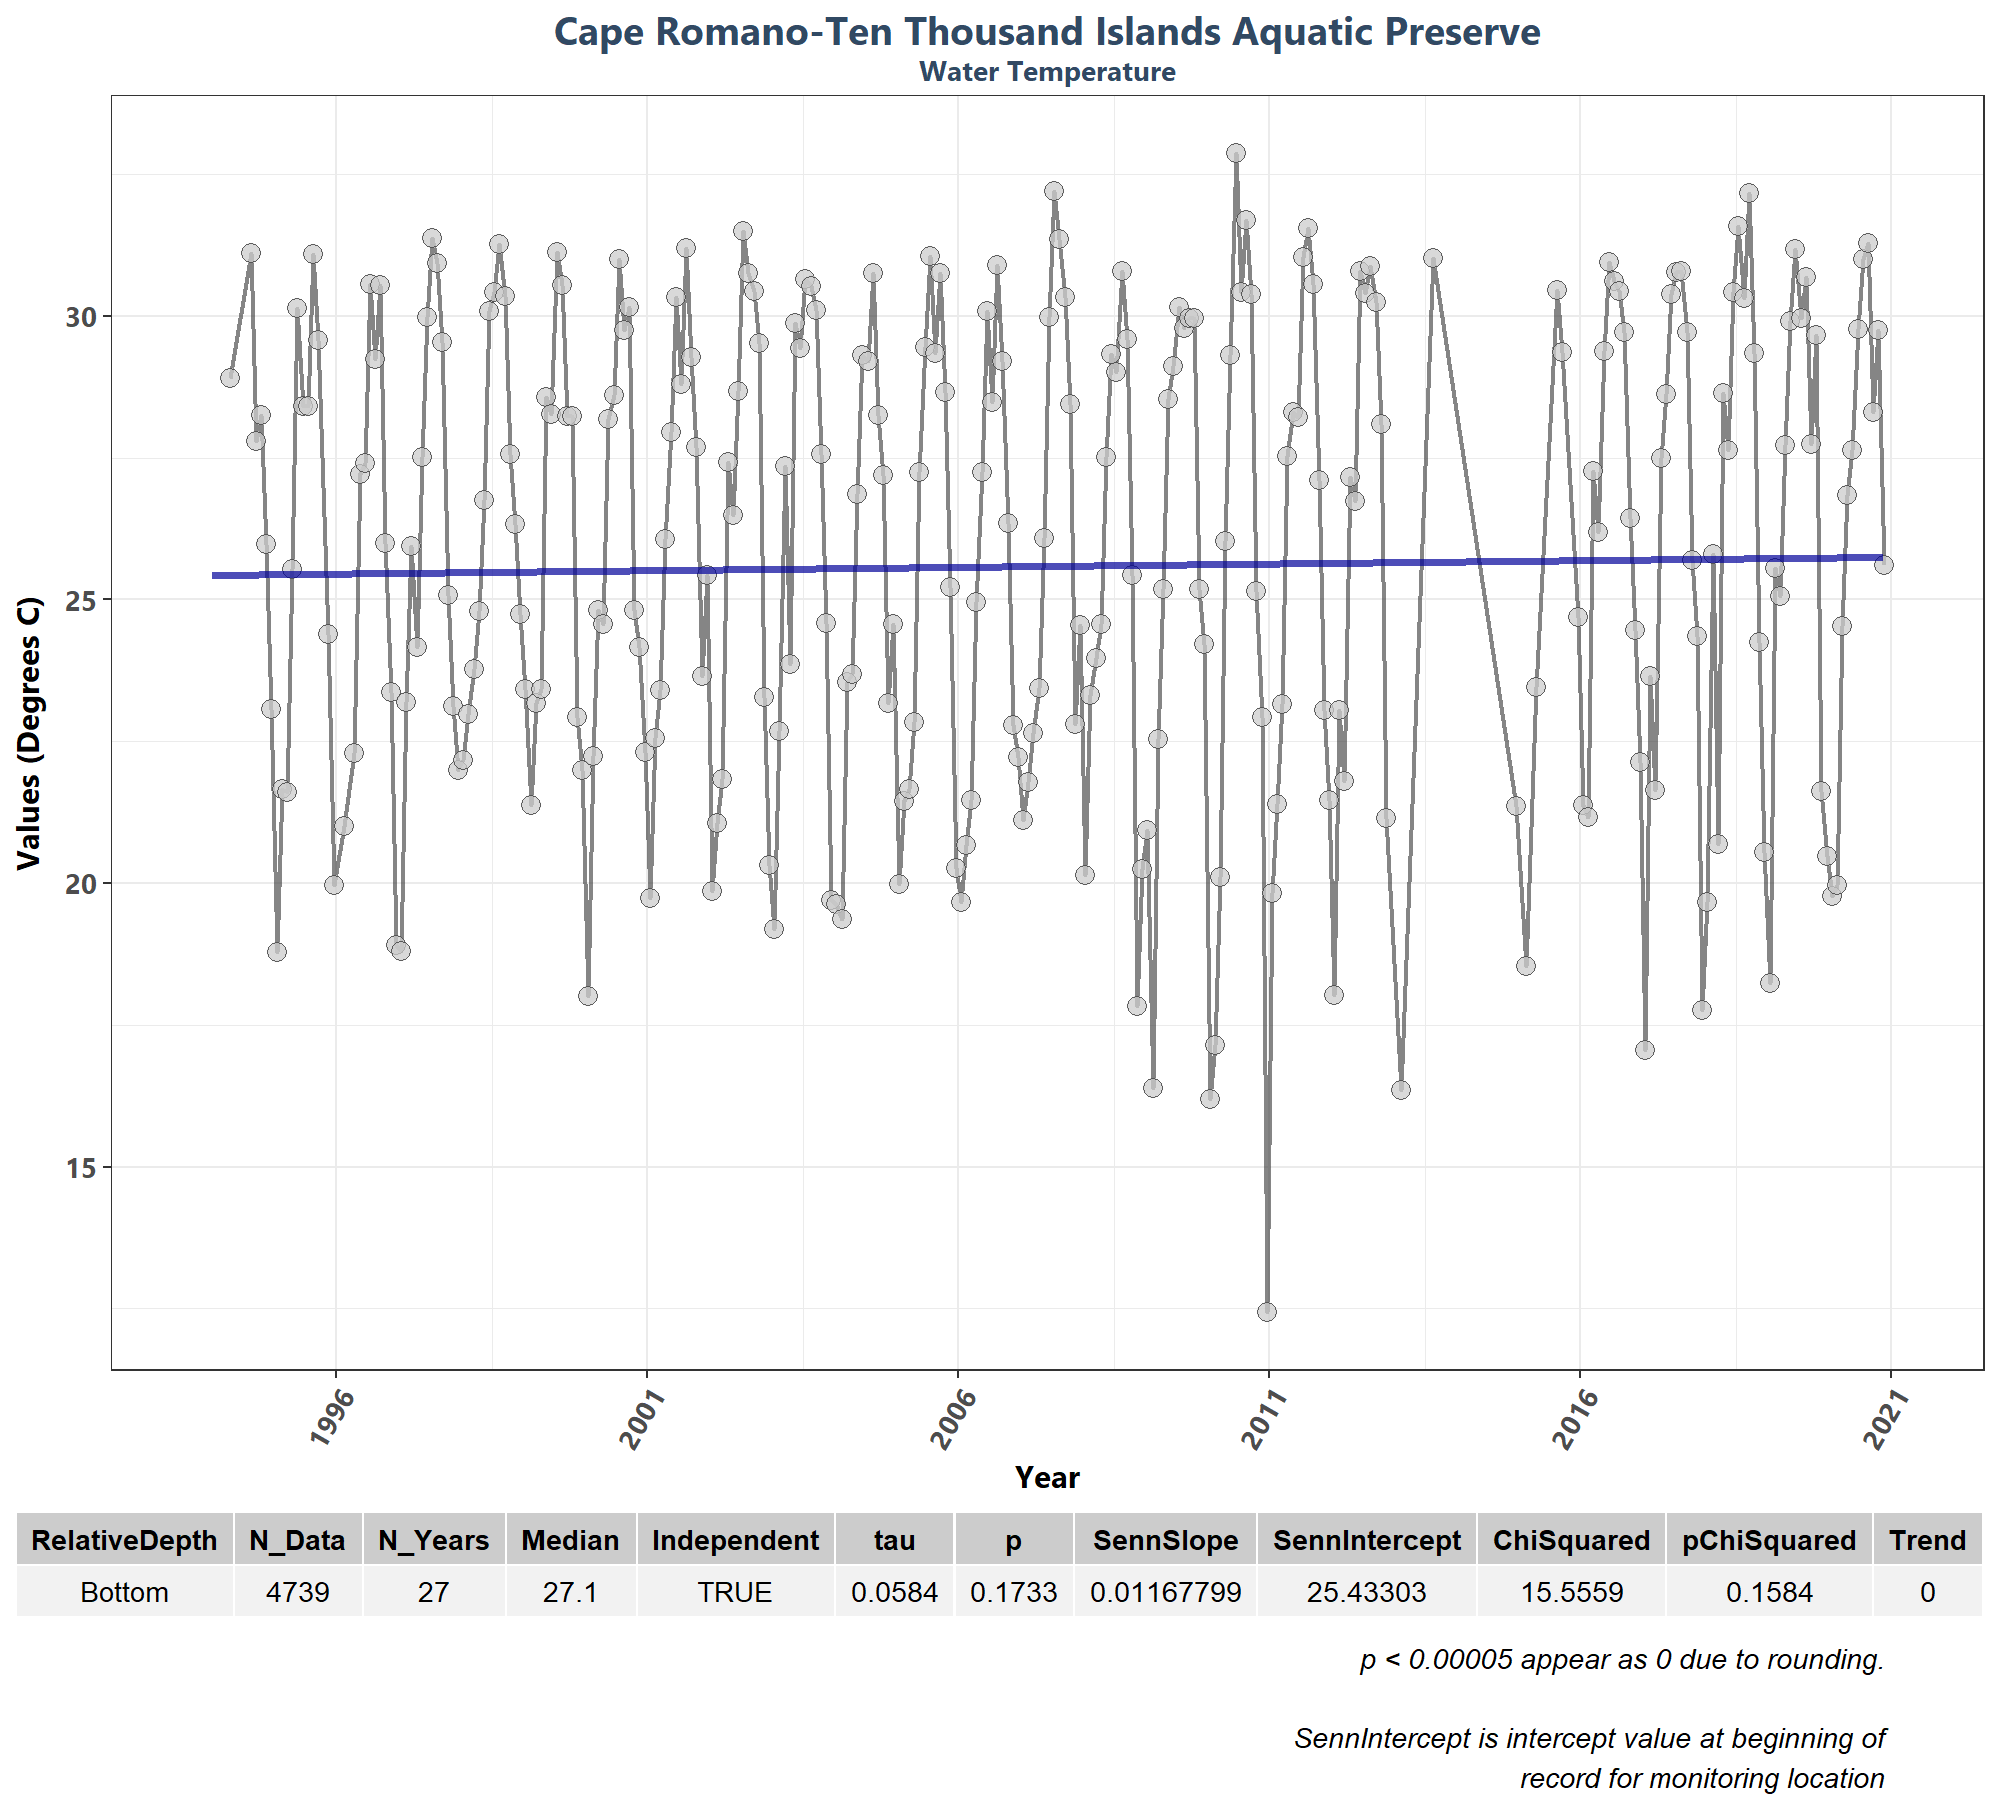 Cape Romano-Ten Thousand Islands Aquatic Preserve
Water Temperature
Values (Degrees C)
30
25
20
15
1996 2001 2006 2011 2016 2021
Year
RelativeDepth N_Data N_Years Median Independent tau p SennSlope SennIntercept ChiSquared pChiSquared Trend
Bottom 4739 27 27.1 TRUE 0.0584 0.1733 0.01167799 25.43303 15.5559 0.1584 0
p < 0.00005 appear as 0 due to rounding.
SennIntercept is intercept value at beginning of
record for monitoring location